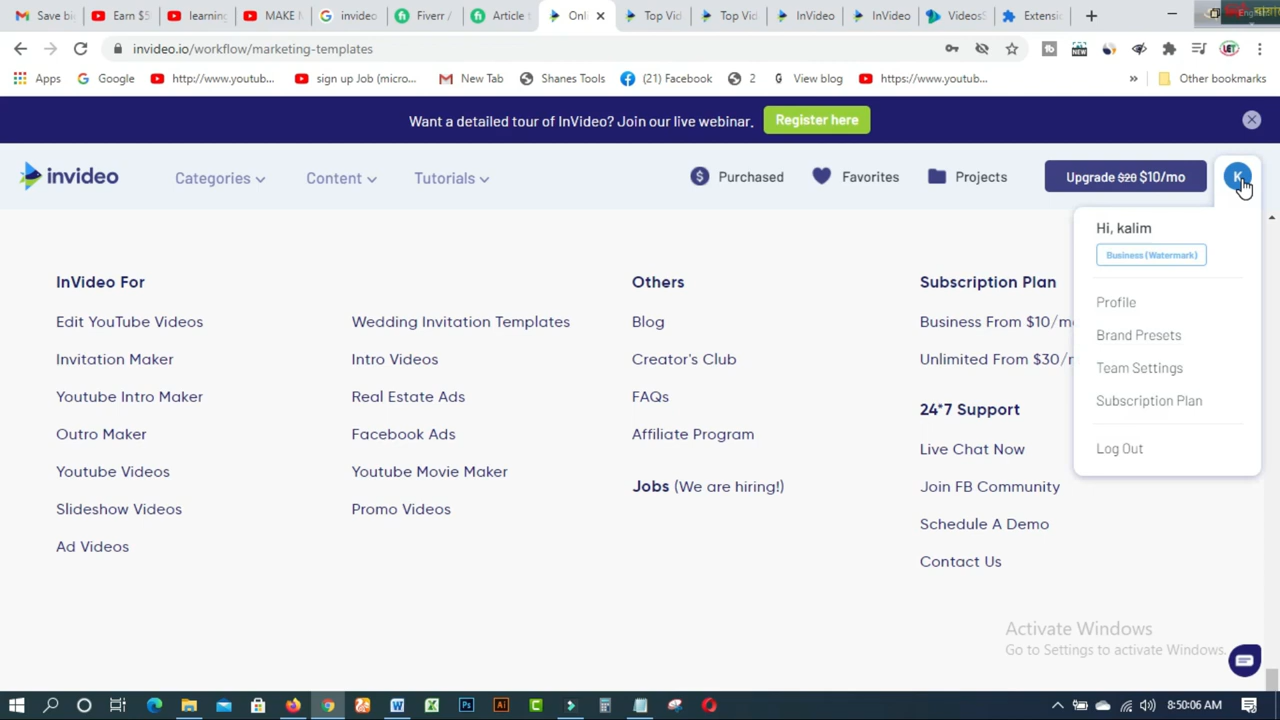 Save bi
Earn $5
learning
MAKE M
invideo
Fiverr /
Article s
Onli
Top Vid
Top Vid
InVideo
InVideo
Videos
Extensio
invideo.io/workflow/marketing-templates
NEW
Apps
Google
http://www.youtub...
sign up Job (micro...
New Tab
Shanes Tools
(21) Facebook
2
View blog
https://www.youtub...
»
Other bookmarks
Want a detailed tour of InVideo? Join our live webinar.
Register here
invideo
Categories
Content
Tutorials
Purchased
Favorites
Projects
Upgrade $20 $10/mo
K
Hi, kalim
Business (Watermark)
Profile
Brand Presets
Team Settings
Subscription Plan
Log Out
InVideo For
Edit YouTube Videos
Invitation Maker
Youtube Intro Maker
Outro Maker
Youtube Videos
Slideshow Videos
Ad Videos
Wedding Invitation Templates
Intro Videos
Real Estate Ads
Facebook Ads
Youtube Movie Maker
Promo Videos
Others
Blog
Creator's Club
FAQs
Affiliate Program
Jobs (We are hiring!)
Subscription Plan
Business From $10/m
Unlimited From $30/
24*7 Support
Live Chat Now
Join FB Community
Schedule A Demo
Contact Us
Activate Windows
Go to Settings to activate Windows.
8:50:06 AM